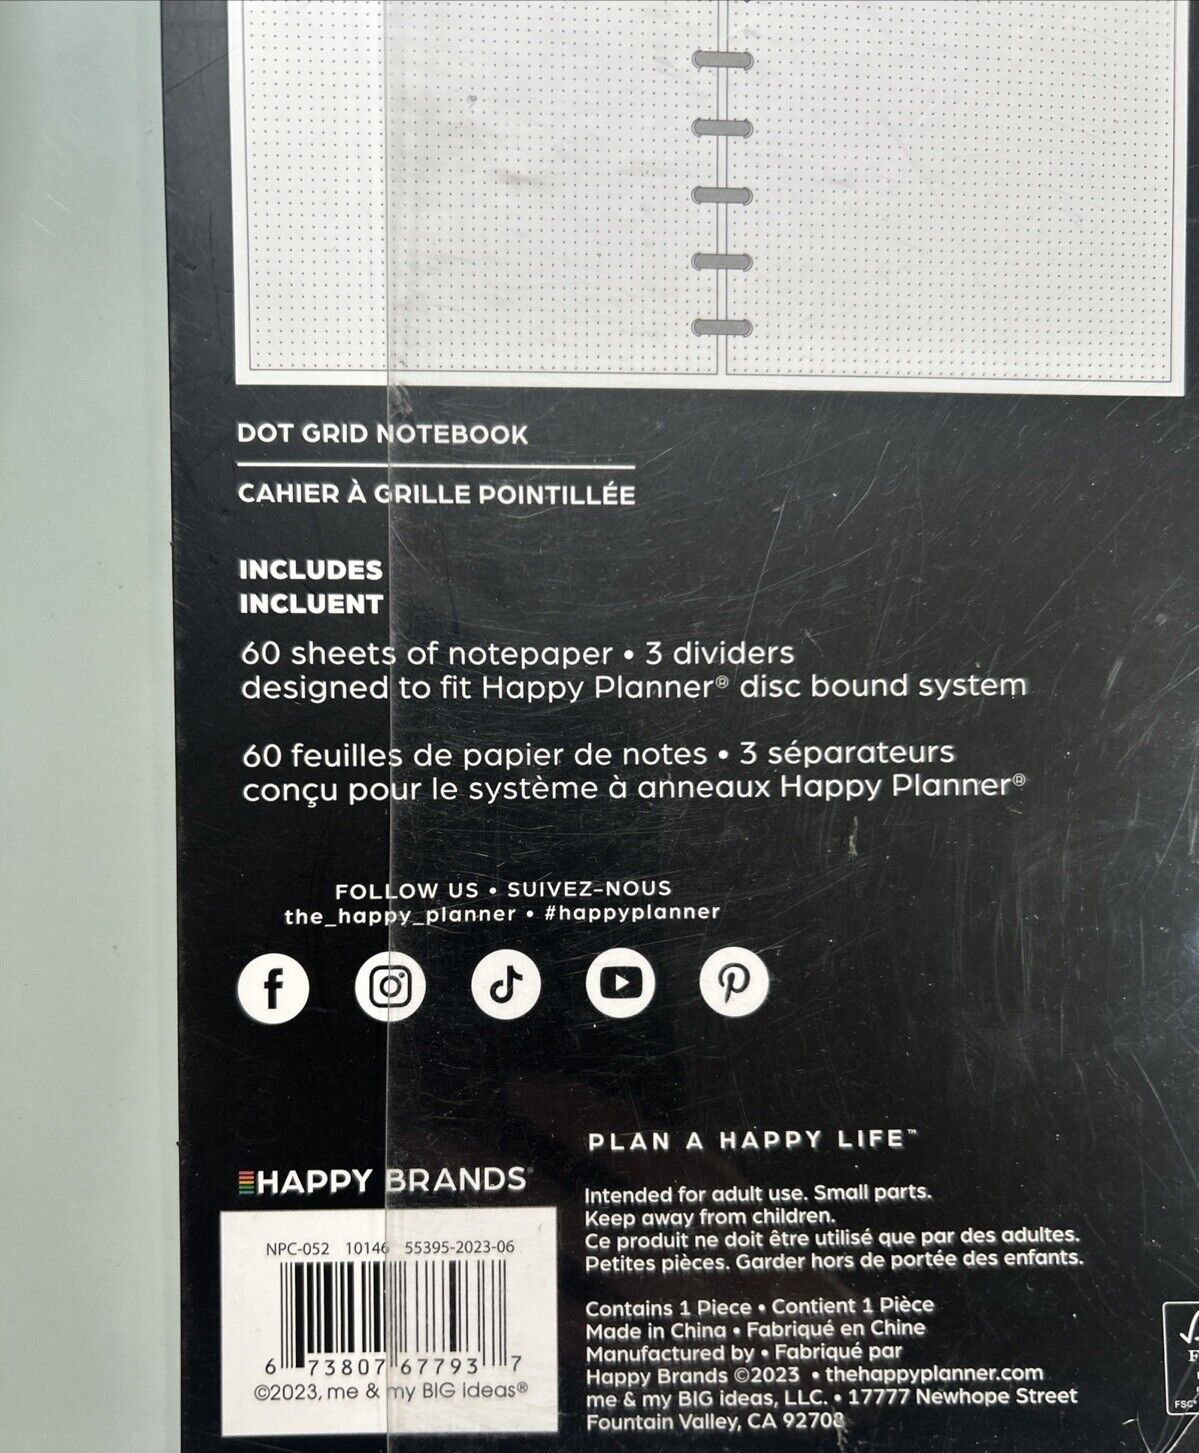 DOT GRID NOTEBOOK
CAHIER À GRILLE POINTILLÉE
INCLUDES
INCLUENT
60 sheets of notepaper • 3 dividers
designed to fit Happy Planner® disc bound system
60 feuilles de papier de notes • 3 séparateurs
conçu pour le système à anneaux Happy Planner®
FOLLOW US • SUIVEZ-NOUS
the_happy_planner • #happyplanner
HAPPY BRANDS
NPC-052 10146 55395-2023-06
6 73807 67793 7
©2023, me & my BIG ideas®
PLAN A HAPPY LIFE™
Intended for adult use. Small parts.
Keep away from children.
Ce produit ne doit être utilisé que par des adultes.
Petites pièces. Garder hors de portée des enfants.
Contains 1 Piece • Contient 1 Pièce
Made in China • Fabriqué en Chine
Manufactured by • Fabriqué par
Happy Brands ©2023 • thehappyplanner.com
me & my BIG ideas, LLC. • 17777 Newhope Street
Fountain Valley, CA 92708
FSC®